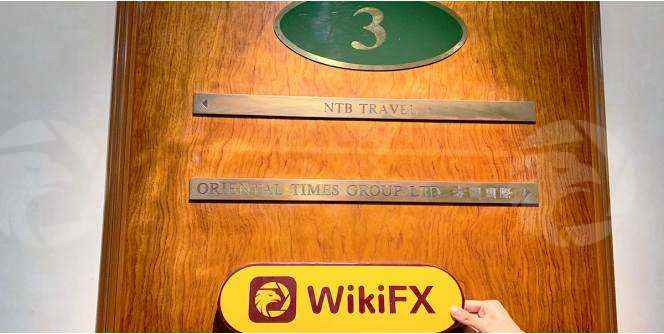 3
NTB TRAVEL
ORIENTAL TIMES GROUP LTD
WikiFX